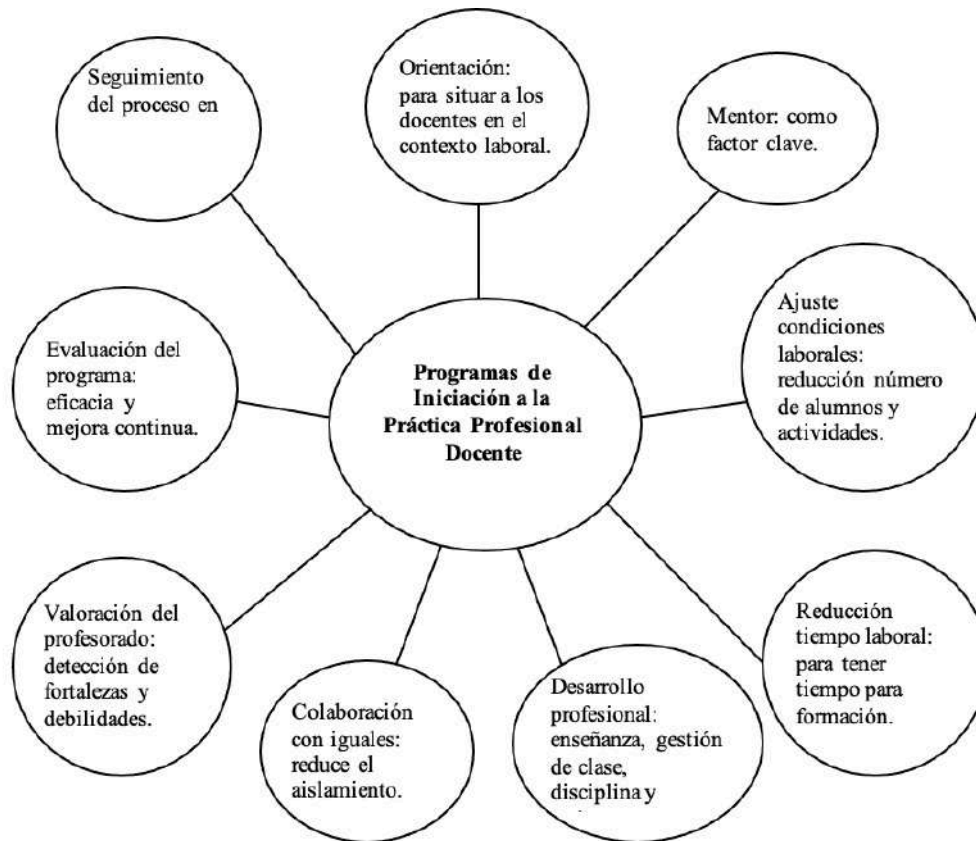 Seguimiento
del proceso en
Orientación:
para situar a los
docentes en el
contexto laboral.
Mentor: como
factor clave.
Ajuste
condiciones
laborales:
reducción número
de alumnos y
actividades.
Evaluación del
programa:
eficacia y
mejora continua.
Programas de
Iniciación a la
Práctica Profesional
Docente
Valoración del
profesorado:
detección de
fortalezas y
debilidades.
Colaboración
con iguales:
reduce el
aislamiento.
Desarrollo
profesional:
enseñanza, gestión
de clase,
disciplina y
Reducción
tiempo laboral:
para tener
tiempo para
formación.